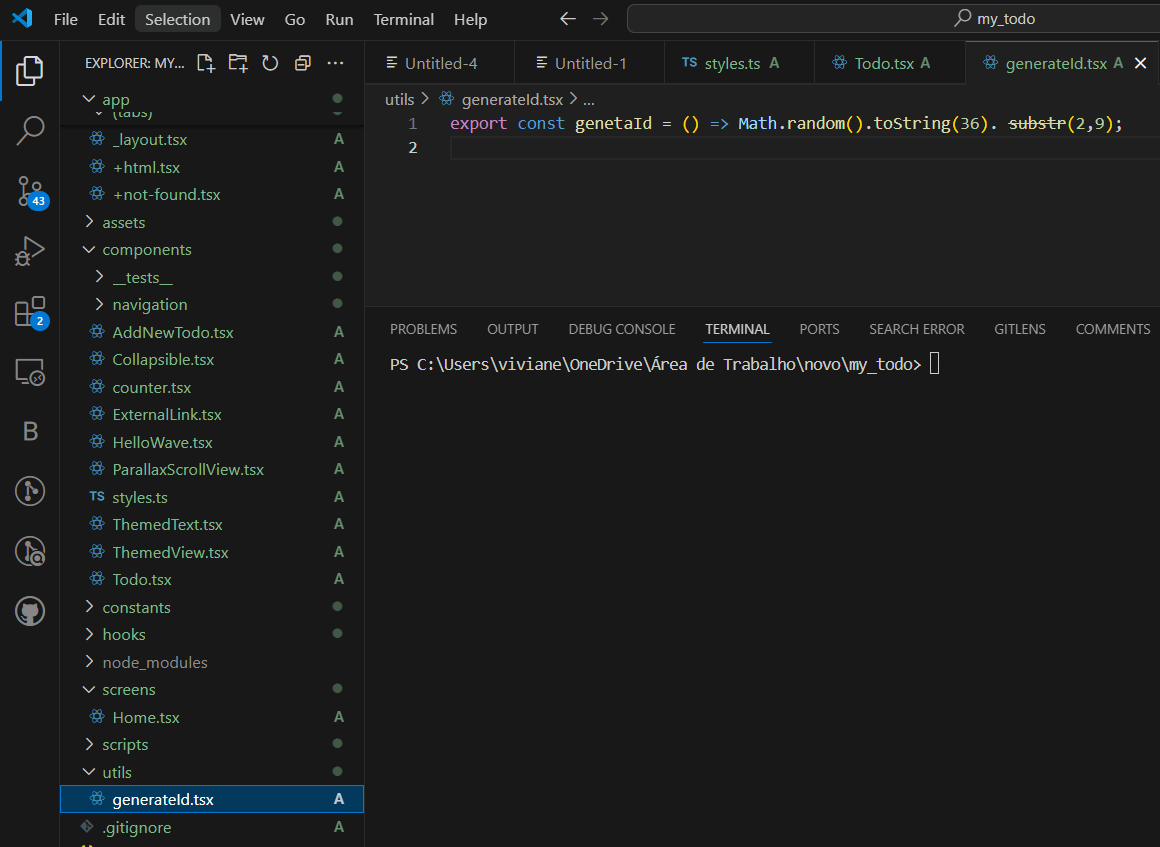 File Edit Selection View Go Run Terminal Help my_todo
EXPLORER: MY... ...
Untitled-4 Untitled-1 TS styles.ts A Todo.tsx A generateId.tsx A
utils > generateId.tsx > ...
1 export const genetaId = () => Math.random().toString(36). substr(2,9);
2
app
(tabs)
_layout.tsx A
+html.tsx A
+not-found.tsx A
assets
components
__tests__
navigation
AddNewTodo.tsx A
Collapsible.tsx A
counter.tsx A
ExternalLink.tsx A
HelloWave.tsx A
ParallaxScrollView.tsx A
TS styles.ts A
ThemedText.tsx A
ThemedView.tsx A
Todo.tsx A
constants
hooks
node_modules
screens
Home.tsx A
scripts
utils
generateId.tsx A
.gitignore A
43
2
B
PROBLEMS OUTPUT DEBUG CONSOLE TERMINAL PORTS SEARCH ERROR GITLENS COMMENTS
PS C:\Users\viviane\OneDrive\Área de Trabalho\novo\my_todo>